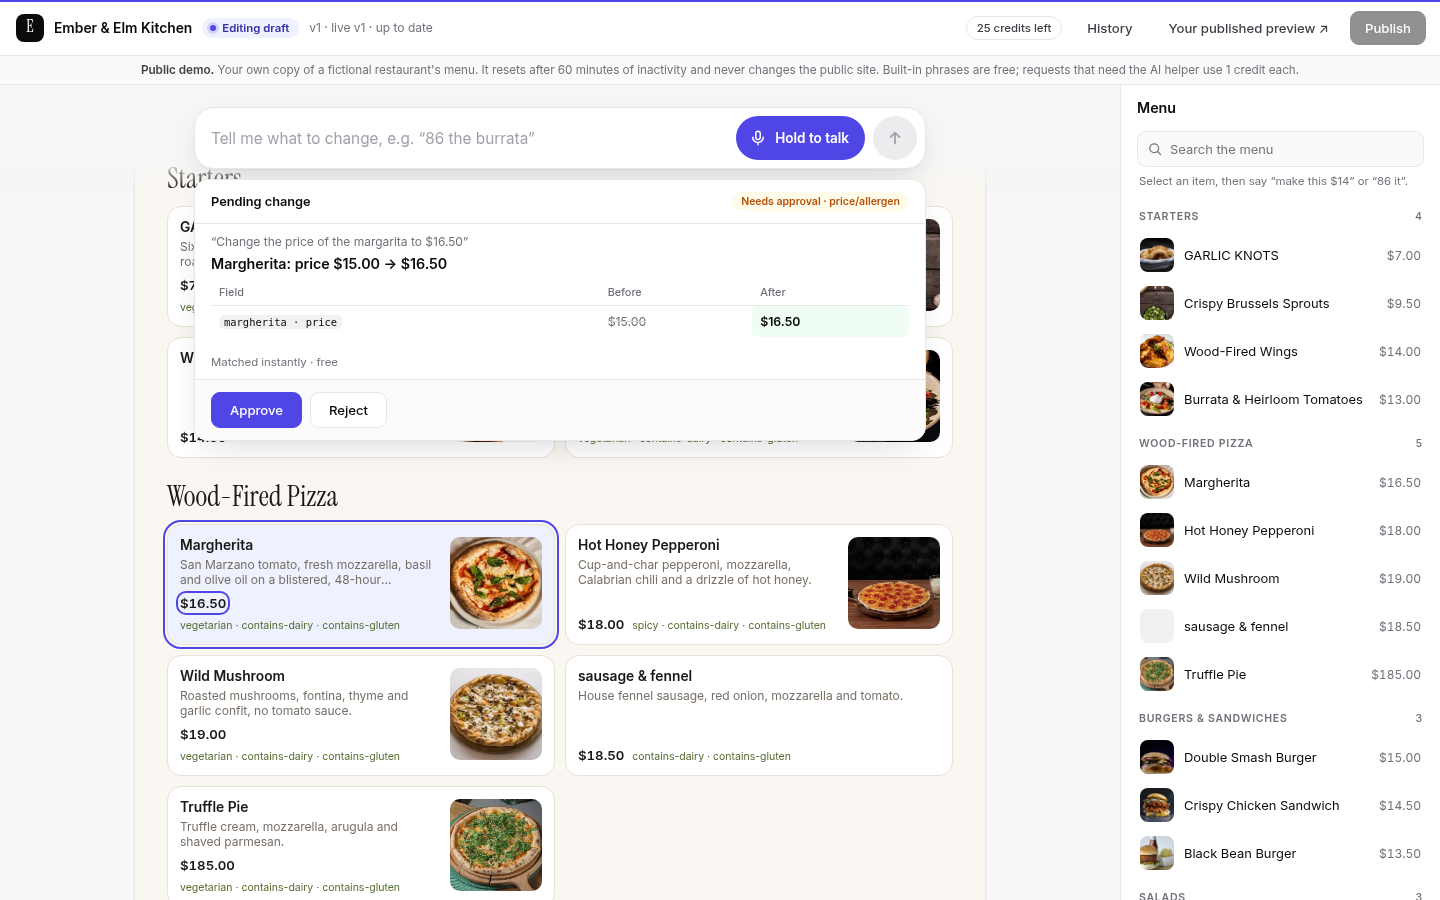 E
Ember & Elm Kitchen
Editing draft
v1 · live v1 · up to date
25 credits left
History
Your published preview ↗
Publish
Public demo. Your own copy of a fictional restaurant's menu. It resets after 60 minutes of inactivity and never changes the public site. Built-in phrases are free; requests that need the AI helper use 1 credit each.
Tell me what to change, e.g. “86 the burrata”
Hold to talk
Starters
Pending change
Needs approval · price/allergen
“Change the price of the margarita to $16.50”
Margherita: price $15.00 → $16.50
Field Before After
margherita · price $15.00 $16.50
Matched instantly · free
Approve
Reject
Wood-Fired Pizza
Margherita
San Marzano tomato, fresh mozzarella, basil
and olive oil on a blistered, 48-hour...
$16.50
vegetarian · contains-dairy · contains-gluten
Hot Honey Pepperoni
Cup-and-char pepperoni, mozzarella,
Calabrian chili and a drizzle of hot honey.
$18.00 spicy · contains-dairy · contains-gluten
Wild Mushroom
Roasted mushrooms, fontina, thyme and
garlic confit, no tomato sauce.
$19.00
vegetarian · contains-dairy · contains-gluten
sausage & fennel
House fennel sausage, red onion, mozzarella and tomato.
$18.50 contains-dairy · contains-gluten
Truffle Pie
Truffle cream, mozzarella, arugula and
shaved parmesan.
$185.00
vegetarian · contains-dairy · contains-gluten
Menu
Search the menu
Select an item, then say “make this $14” or “86 it”.
STARTERS 4
GARLIC KNOTS $7.00
Crispy Brussels Sprouts $9.50
Wood-Fired Wings $14.00
Burrata & Heirloom Tomatoes $13.00
WOOD-FIRED PIZZA 5
Margherita $16.50
Hot Honey Pepperoni $18.00
Wild Mushroom $19.00
sausage & fennel $18.50
Truffle Pie $185.00
BURGERS & SANDWICHES 3
Double Smash Burger $15.00
Crispy Chicken Sandwich $14.50
Black Bean Burger $13.50
SALADS 3